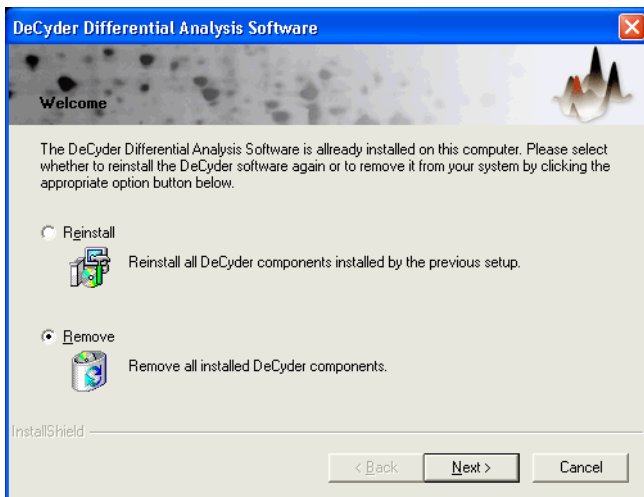 DeCyder Differential Analysis Software
Welcome
The DeCyder Differential Analysis Software is allready installed on this computer. Please select
whether to reinstall the DeCyder software again or to remove it from your system by clicking the
appropriate option button below.
Reinstall
Reinstall all DeCyder components installed by the previous setup.
Remove
Remove all installed DeCyder components.
InstallShield
< Back Next > Cancel